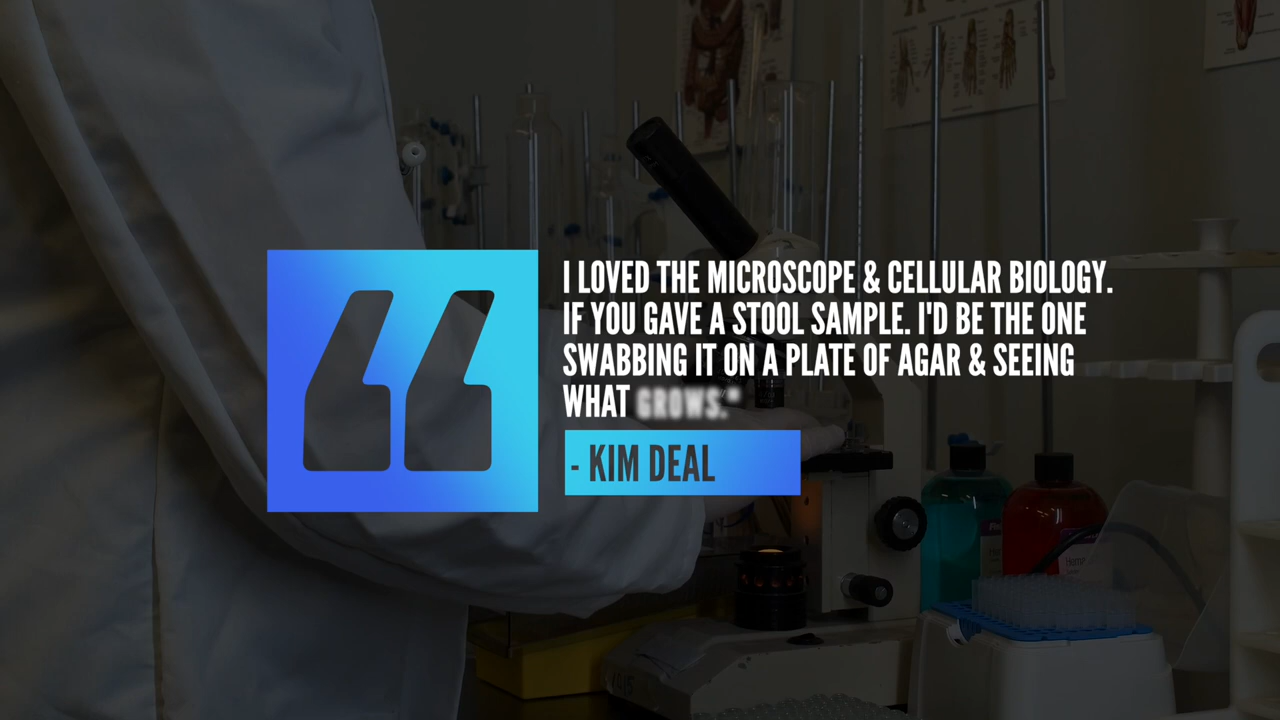 I LOVED THE MICROSCOPE & CELLULAR BIOLOGY.
IF YOU GAVE A STOOL SAMPLE. I'D BE THE ONE
SWABBING IT ON A PLATE OF AGAR & SEEING
WHAT GROWS."
- KIM DEAL